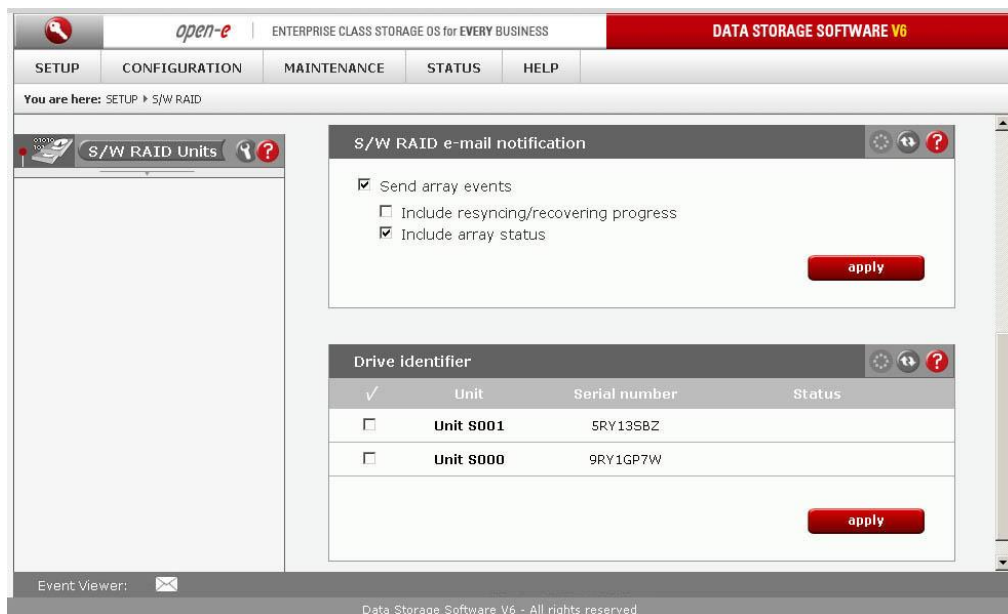 open-e ENTERPRISE CLASS STORAGE OS for EVERY BUSINESS DATA STORAGE SOFTWARE V6
SETUP CONFIGURATION MAINTENANCE STATUS HELP
You are here: SETUP ▸ S/W RAID
S/W RAID Units ?
S/W RAID e-mail notification ?
Send array events
Include resyncing/recovering progress
Include array status
apply
Drive identifier ?
√ Unit Serial number Status
Unit S001 5RY13SBZ
Unit S000 9RY1GP7W
apply
Event Viewer:
Data Storage Software V6 - All rights reserved